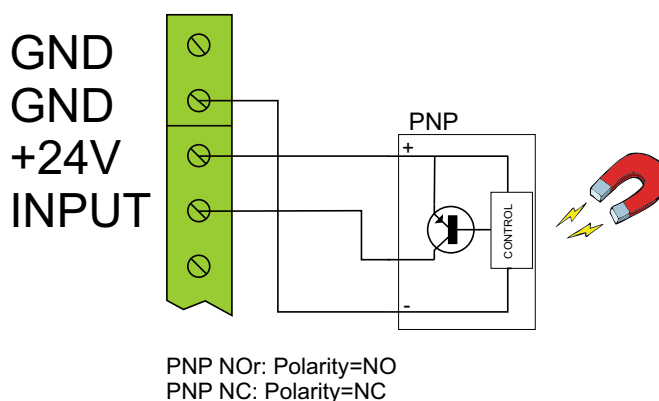 GND
GND
+24V
INPUT
PNP
+
CONTROL
-
PNP NOr: Polarity=NO
PNP NC: Polarity=NC